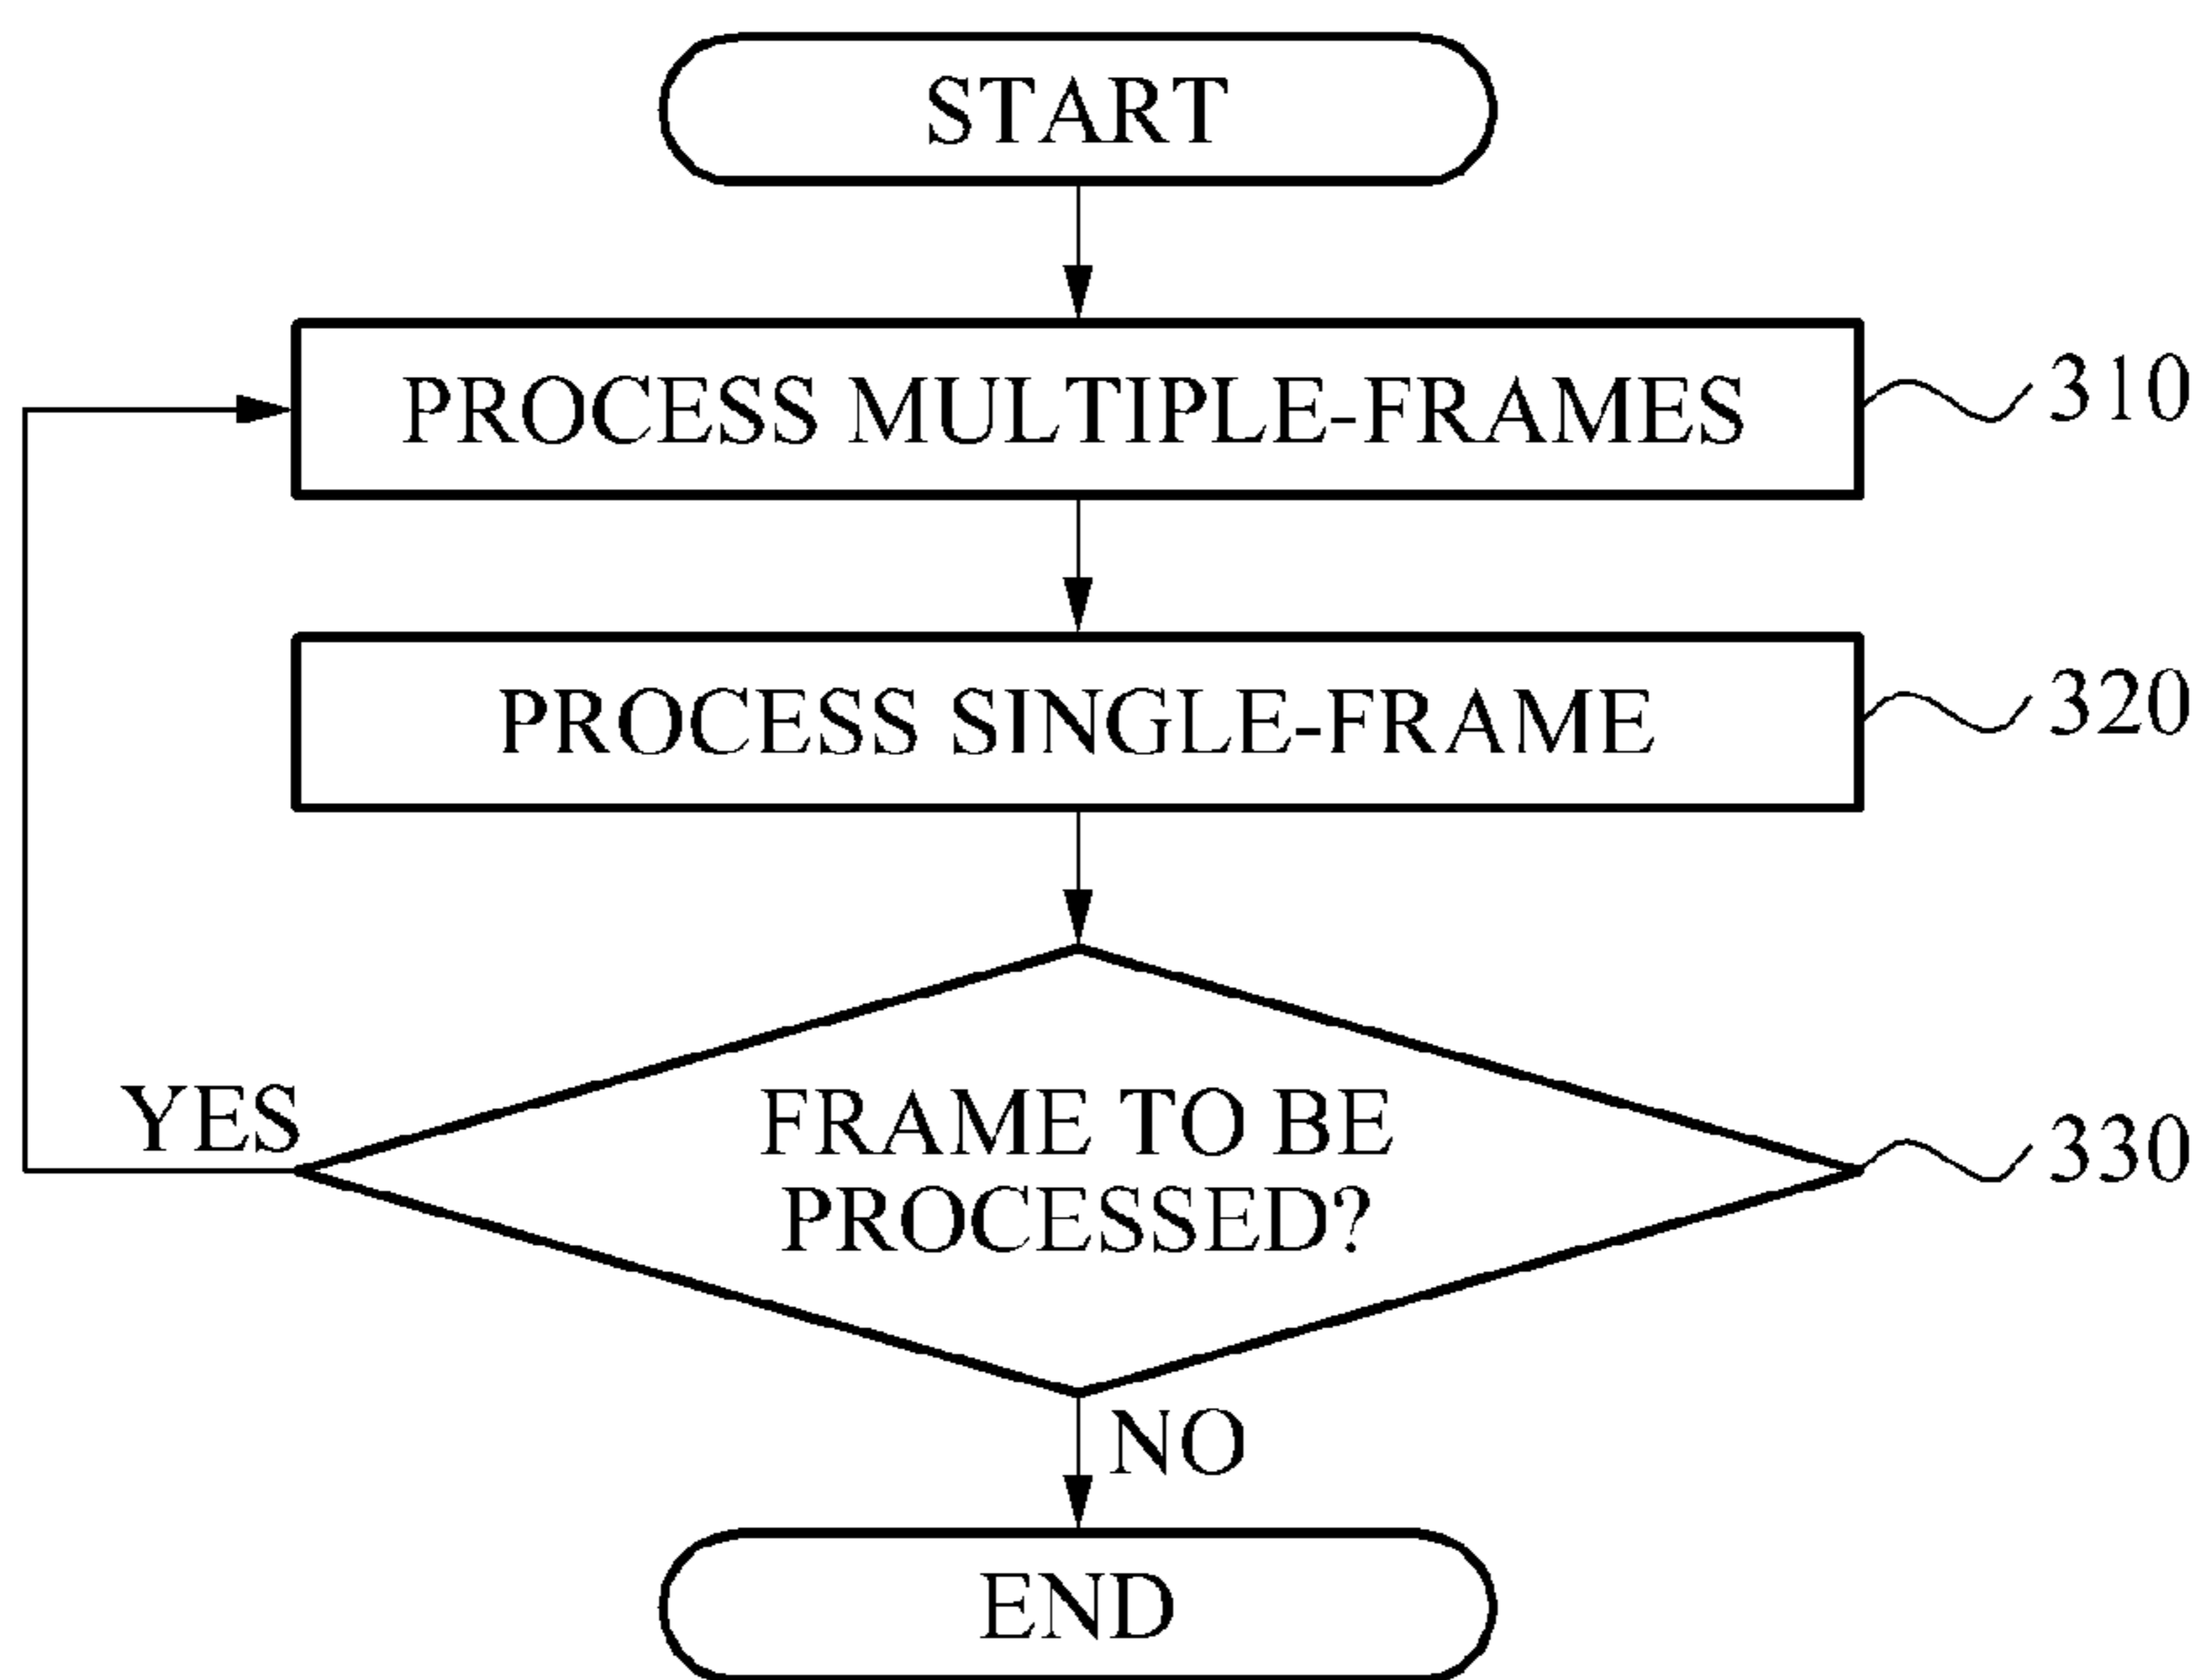 START
PROCESS MULTIPLE-FRAMES
310
PROCESS SINGLE-FRAME
320
YES
FRAME TO BE
PROCESSED?
330
NO
END